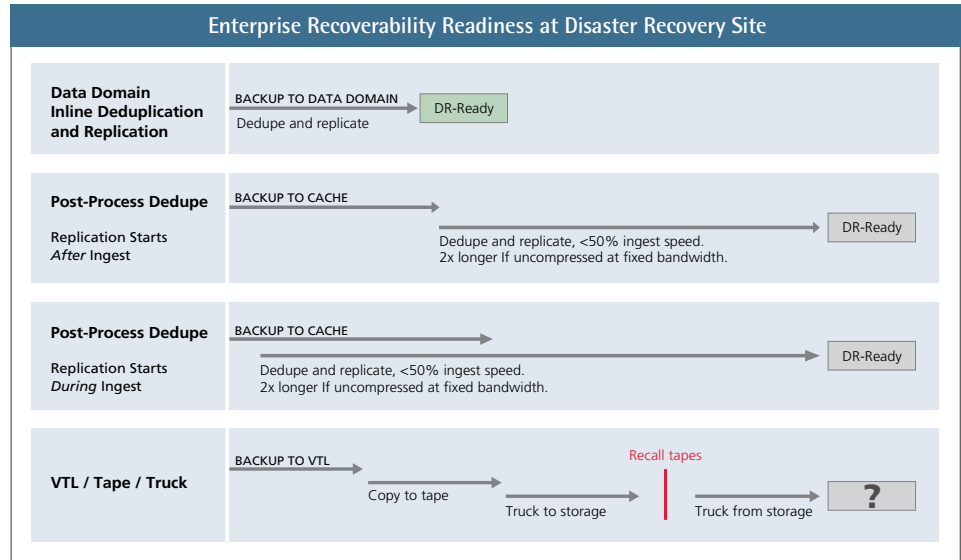 Enterprise Recoverability Readiness at Disaster Recovery Site
Data Domain
Inline Deduplication
and Replication
BACKUP TO DATA DOMAIN
Dedupe and replicate
DR-Ready
Post-Process Dedupe
Replication Starts
After Ingest
BACKUP TO CACHE
Dedupe and replicate, <50% ingest speed.
2x longer If uncompressed at fixed bandwidth.
DR-Ready
Post-Process Dedupe
Replication Starts
During Ingest
BACKUP TO CACHE
Dedupe and replicate, <50% ingest speed.
2x longer If uncompressed at fixed bandwidth.
DR-Ready
VTL / Tape / Truck
BACKUP TO VTL
Copy to tape
Truck to storage
Recall tapes
Truck from storage
?